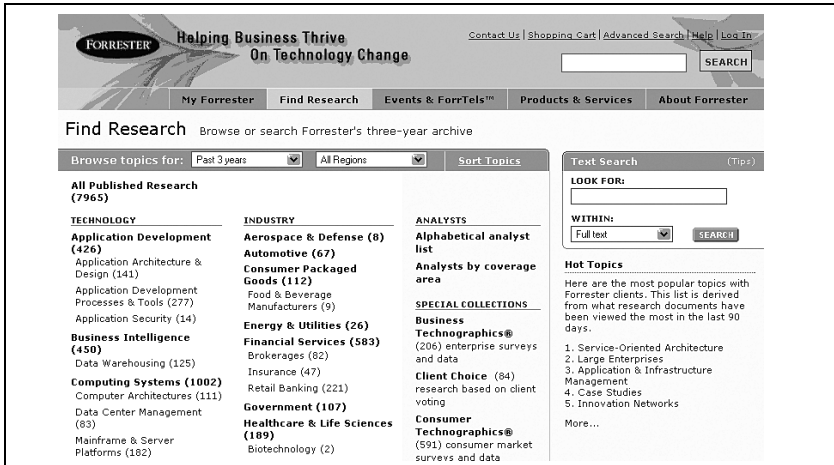 FORRESTER®
Helping Business Thrive
On Technology Change
Contact Us | Shopping Cart | Advanced Search | Help | Log In
SEARCH
My Forrester
Find Research
Events & ForrTels™
Products & Services
About Forrester
Find Research Browse or search Forrester's three-year archive
Browse topics for:
Past 3 years
All Regions
Sort Topics
All Published Research
(7965)
TECHNOLOGY
Application Development
(426)
Application Architecture &
Design (141)
Application Development
Processes & Tools (277)
Application Security (14)
Business Intelligence
(450)
Data Warehousing (125)
Computing Systems (1002)
Computer Architectures (111)
Data Center Management
(83)
Mainframe & Server
Platforms (182)
INDUSTRY
Aerospace & Defense (8)
Automotive (67)
Consumer Packaged
Goods (112)
Food & Beverage
Manufacturers (9)
Energy & Utilities (26)
Financial Services (583)
Brokerages (82)
Insurance (47)
Retail Banking (221)
Government (107)
Healthcare & Life Sciences
(189)
Biotechnology (2)
ANALYSTS
Alphabetical analyst
list
Analysts by coverage
area
SPECIAL COLLECTIONS
Business
Technographics®
(206) enterprise surveys
and data
Client Choice (84)
research based on client
voting
Consumer
Technographics®
(591) consumer market
surveys and data
Text Search (Tips)
LOOK FOR:
WITHIN:
Full text
SEARCH
Hot Topics
Here are the most popular topics with
Forrester clients. This list is derived
from what research documents have
been viewed the most in the last 90
days.
1. Service-Oriented Architecture
2. Large Enterprises
3. Application & Infrastructure
Management
4. Case Studies
5. Innovation Networks
More...